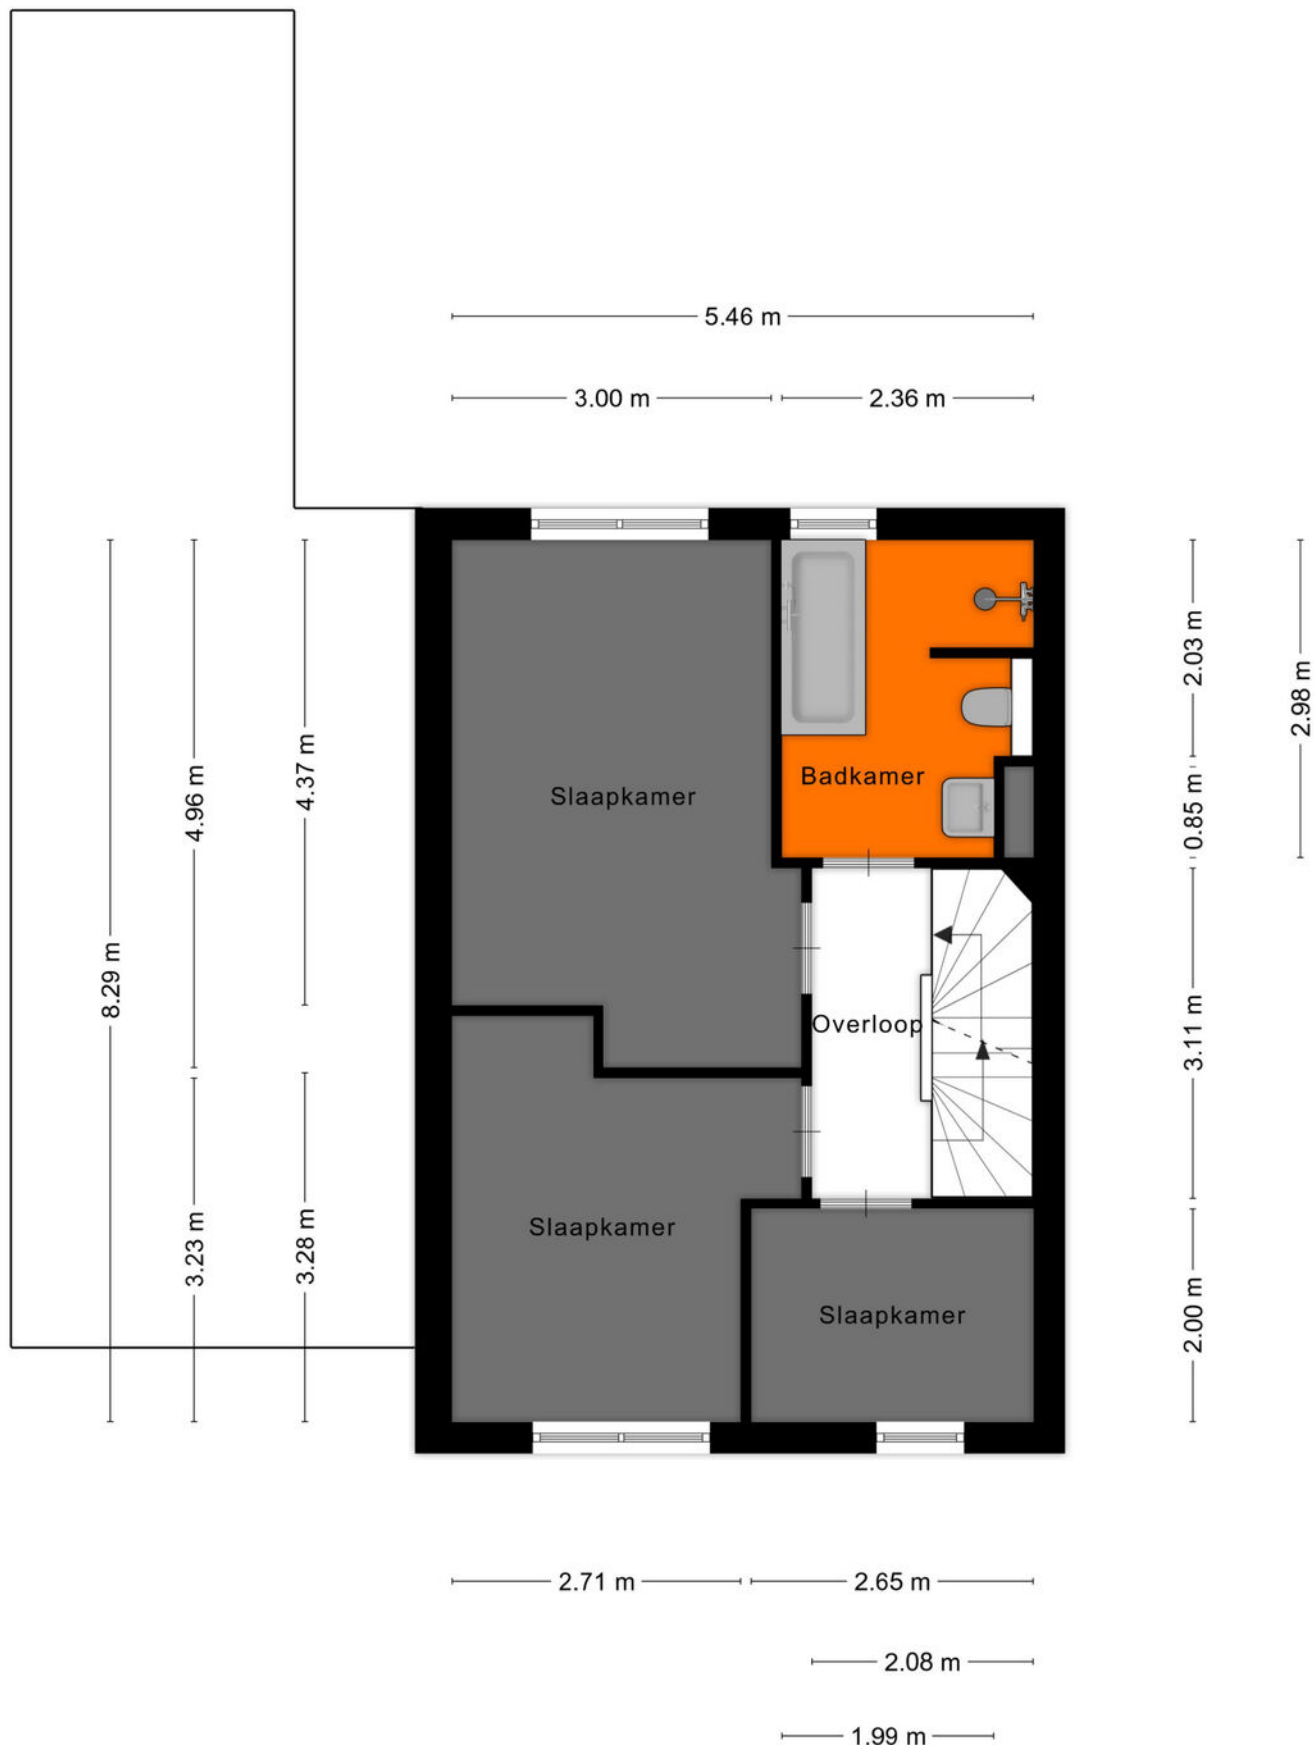 5.46 m
3.00 m
2.36 m
2.03 m
2.98 m
4.37 m
Badkamer
Slaapkamer
4.96 m
0.85 m
8.29 m
Overloop
3.11 m
Slaapkamer
3.23 m
3.28 m
Slaapkamer
2.00 m
2.71 m
2.65 m
2.08 m
1.99 m